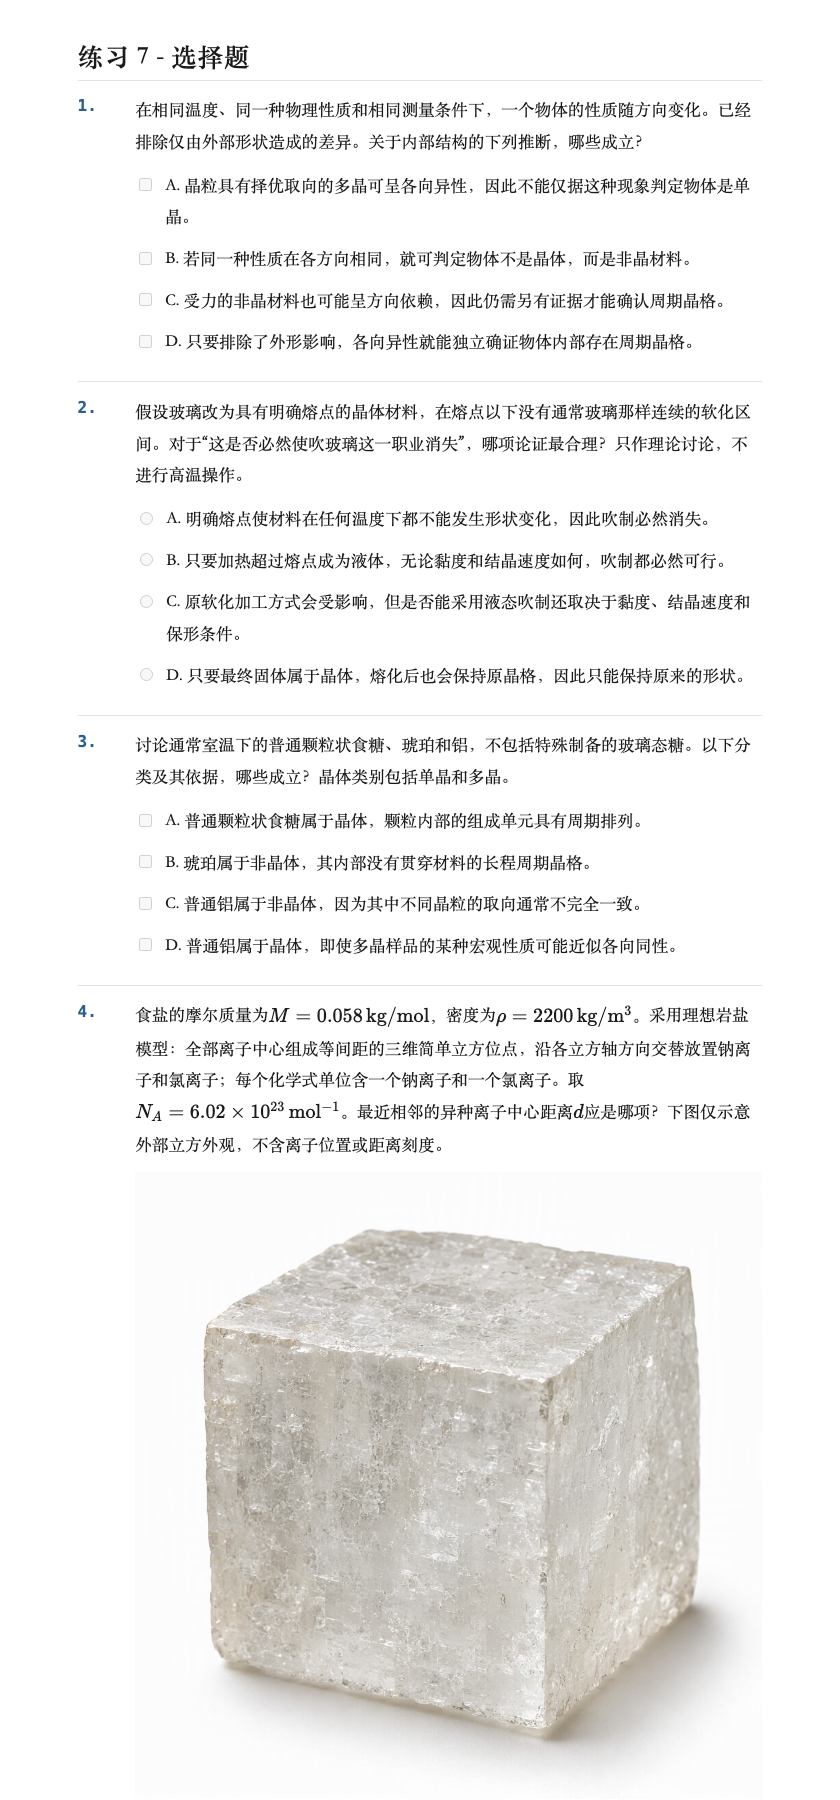 练习 7 - 选择题
1. 在相同温度、同一种物理性质和相同测量条件下，一个物体的性质随方向变化。已经
排除仅由外部形状造成的差异。关于内部结构的下列推断，哪些成立？
A. 晶粒具有择优取向的多晶可呈各向异性，因此不能仅据这种现象判定物体是单
晶。
B. 若同一种性质在各方向相同，就可判定物体不是晶体，而是非晶材料。
C. 受力的非晶材料也可能呈方向依赖，因此仍需另有证据才能确认周期晶格。
D. 只要排除了外形影响，各向异性就能独立确证物体内部存在周期晶格。
2. 假设玻璃改为具有明确熔点的晶体材料，在熔点以下没有通常玻璃那样连续的软化区
间。对于“这是否必然使吹玻璃这一职业消失”，哪项论证最合理？只作理论讨论，不
进行高温操作。
A. 明确熔点使材料在任何温度下都不能发生形状变化，因此吹制必然消失。
B. 只要加热超过熔点成为液体，无论黏度和结晶速度如何，吹制都必然可行。
C. 原软化加工方式会受影响，但是否能采用液态吹制还取决于黏度、结晶速度和
保形条件。
D. 只要最终固体属于晶体，熔化后也会保持原晶格，因此只能保持原来的形状。
3. 讨论通常室温下的普通颗粒状食糖、琥珀和铝，不包括特殊制备的玻璃态糖。以下分
类及其依据，哪些成立？晶体类别包括单晶和多晶。
A. 普通颗粒状食糖属于晶体，颗粒内部的组成单元具有周期排列。
B. 琥珀属于非晶体，其内部没有贯穿材料的长程周期晶格。
C. 普通铝属于非晶体，因为其中不同晶粒的取向通常不完全一致。
D. 普通铝属于晶体，即使多晶样品的某种宏观性质可能近似各向同性。
4. 食盐的摩尔质量为M = 0.058 kg/mol，密度为ρ = 2200 kg/m³。采用理想岩盐
模型：全部离子中心组成等间距的三维简单立方位点，沿各立方轴方向交替放置钠离
子和氯离子；每个化学式单位含一个钠离子和一个氯离子。取
N_A = 6.02 × 10²³ mol⁻¹。最近相邻的异种离子中心距离d应是哪项？下图仅示意
外部立方外观，不含离子位置或距离刻度。